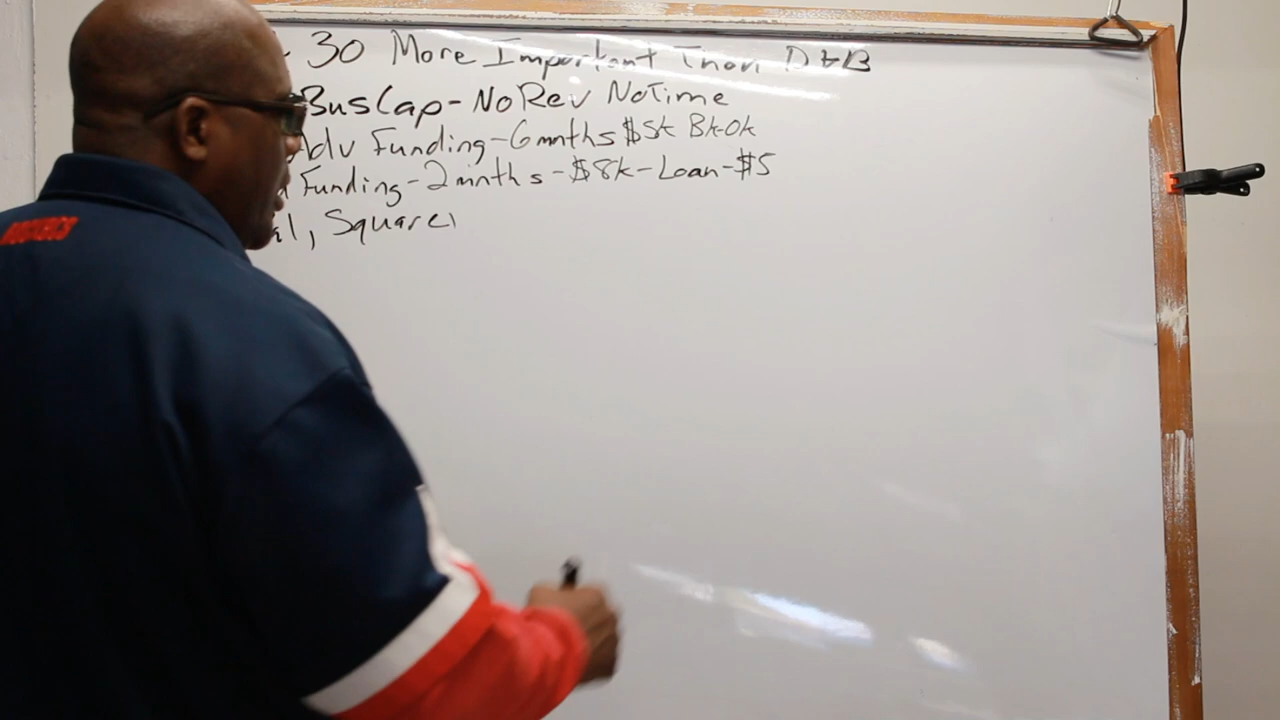 30 More Important Than D&B
BusCap-NoRev NoTime
Adv Funding-6mnths $5k Bk-Ok
Funding-2mnths-$8k-Loan-$5
al, Square,